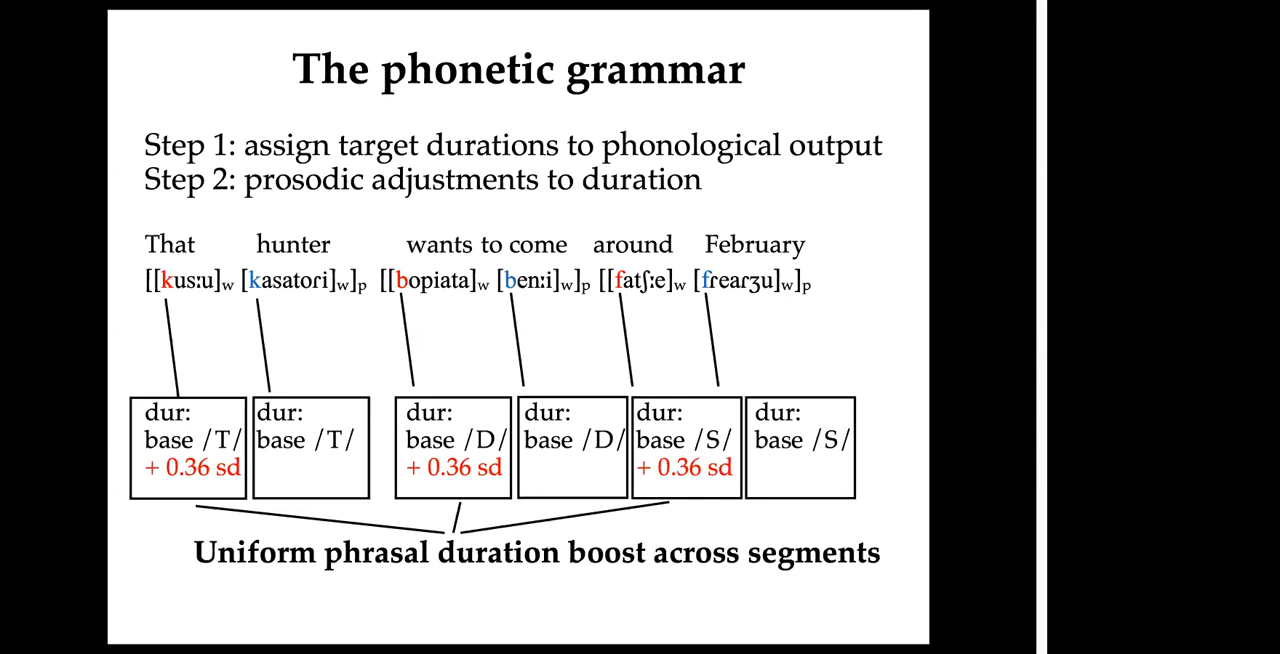 The phonetic grammar
Step 1: assign target durations to phonological output
Step 2: prosodic adjustments to duration
That hunter wants to come around February
[[kusːu]w [kasatoɾi]w]p [[bopiata]w [benːi]w]p [[fatʃːe]w [frearʒu]w]p
dur: dur: dur: dur: dur: dur:
base /T/ base /T/ base /D/ base /D/ base /S/ base /S/
+ 0.36 sd + 0.36 sd + 0.36 sd
Uniform phrasal duration boost across segments